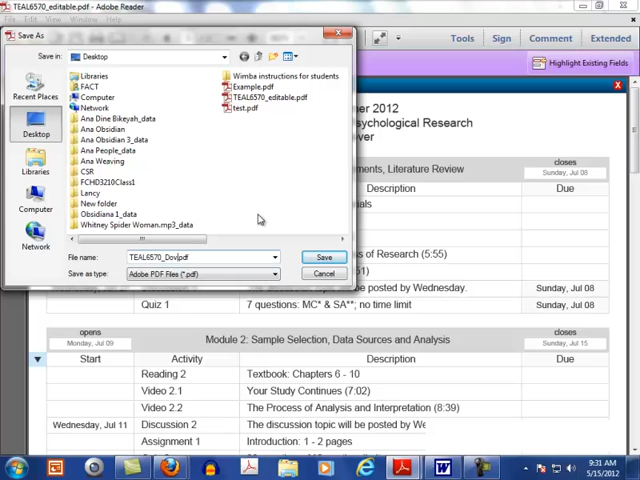 TEAL6570_editable.pdf - Adobe Reader
File Edit View Window Help
Save As
Save in:
Desktop
Tools
Sign
Comment
Extended
Highlight Existing Fields
Recent Places
Desktop
Libraries
Computer
Network
Libraries
FACT
Computer
Network
Ana Dine Bikeyah_data
Ana Obsidian
Ana Obsidian 3_data
Ana People_data
Ana Weaving
CSR
FCHD3210Class1
Lancy
New folder
Obsidiana 1_data
Whitney Spider Woman.mp3_data
Wimba instructions for students
Example.pdf
TEAL6570_editable.pdf
test.pdf
File name:
TEAL6570_Dov.pdf
Save
Save as type:
Adobe PDF Files (*.pdf)
Cancel
mer 2012
Psychological Research
ver
ments, Literature Review
closes
Sunday, Jul 08
Description
Due
als
s of Research (5:55)
51)
The discussion topic will be posted by Wednesday.
Sunday, Jul 08
Quiz 1
7 questions: MC* & SA**; no time limit
Sunday, Jul 08
opens
Monday, Jul 09
Module 2: Sample Selection, Data Sources and Analysis
closes
Sunday, Jul 15
Start
Activity
Description
Due
Reading 2
Textbook: Chapters 6 - 10
Video 2.1
Your Study Continues (7:02)
Video 2.2
The Process of Analysis and Interpretation (8:39)
Wednesday, Jul 11
Discussion 2
The discussion topic will be posted by We
Assignment 1
Introduction: 1 - 2 pages
9:31 AM
5/15/2012